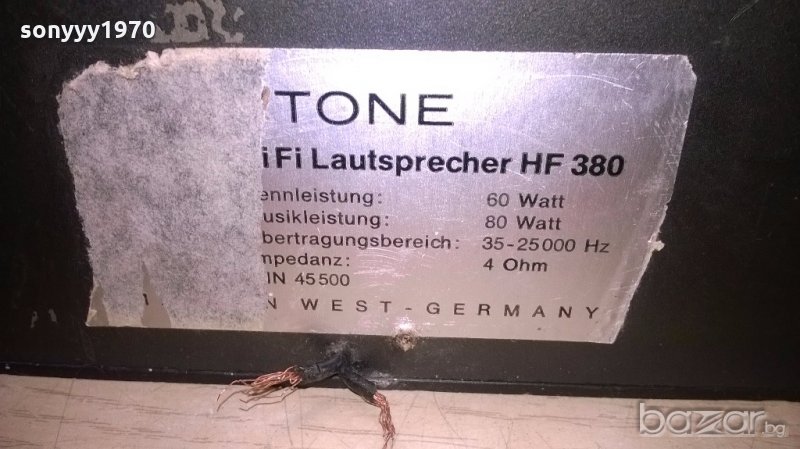 sonyyy1970
TONE
iFi Lautsprecher HF 380
ennleistung: 60 Watt
usikleistung: 80 Watt
bertragungsbereich: 35-25000 Hz
mpedanz: 4 Ohm
IN 45500
N WEST-GERMANY
bazar.bg